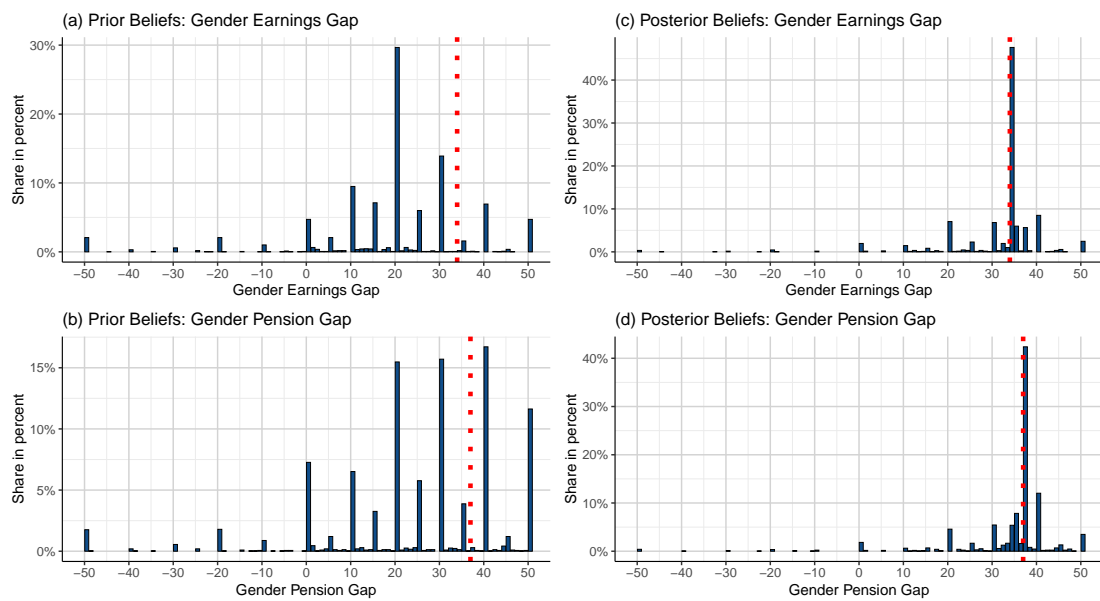 (a) Prior Beliefs: Gender Earnings Gap
30%
20%
10%
0%
Share in percent
−50 −40 −30 −20 −10 0 10 20 30 40 50
Gender Earnings Gap
(c) Posterior Beliefs: Gender Earnings Gap
40%
30%
20%
10%
0%
Share in percent
−50 −40 −30 −20 −10 0 10 20 30 40 50
Gender Earnings Gap
(b) Prior Beliefs: Gender Pension Gap
15%
10%
5%
0%
Share in percent
−50 −40 −30 −20 −10 0 10 20 30 40 50
Gender Pension Gap
(d) Posterior Beliefs: Gender Pension Gap
40%
30%
20%
10%
0%
Share in percent
−50 −40 −30 −20 −10 0 10 20 30 40 50
Gender Pension Gap